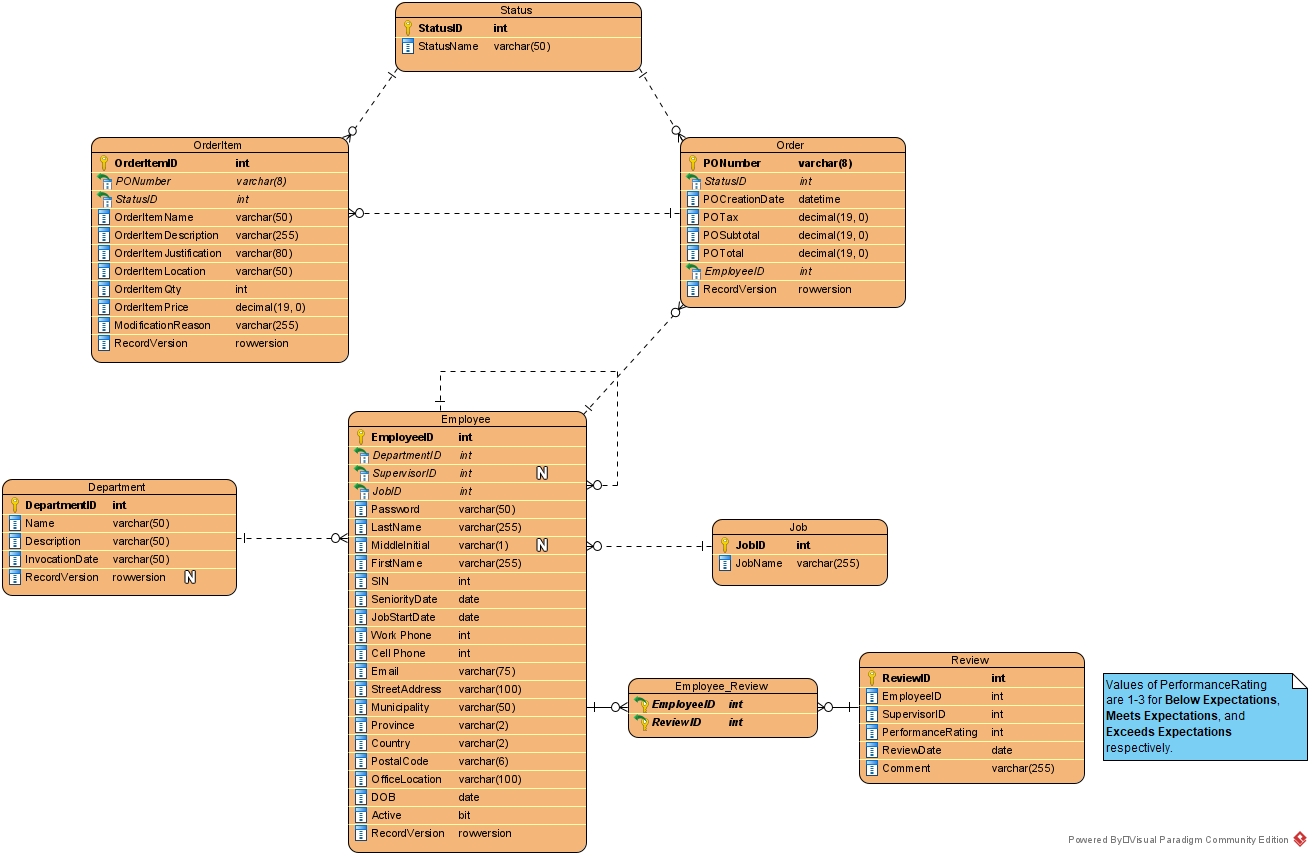 Status
StatusID int
StatusName varchar(50)
OrderItem
OrderItemID int
PONumber varchar(8)
StatusID int
OrderItemName varchar(50)
OrderItemDescription varchar(255)
OrderItemJustification varchar(80)
OrderItemLocation varchar(50)
OrderItemQty int
OrderItemPrice decimal(19, 0)
ModificationReason varchar(255)
RecordVersion rowversion
Order
PONumber varchar(8)
StatusID int
POCreationDate datetime
POTax decimal(19, 0)
POSubtotal decimal(19, 0)
POTotal decimal(19, 0)
EmployeeID int
RecordVersion rowversion
Employee
EmployeeID int
DepartmentID int
SupervisorID int N
JobID int
Password varchar(50)
LastName varchar(255)
MiddleInitial varchar(1) N
FirstName varchar(255)
SIN int
SeniorityDate date
JobStartDate date
Work Phone int
Cell Phone int
Email varchar(75)
StreetAddress varchar(100)
Municipality varchar(50)
Province varchar(2)
Country varchar(2)
PostalCode varchar(6)
OfficeLocation varchar(100)
DOB date
Active bit
RecordVersion rowversion
Department
DepartmentID int
Name varchar(50)
Description varchar(50)
InvocationDate varchar(50)
RecordVersion rowversion N
Job
JobID int
JobName varchar(255)
Employee_Review
EmployeeID int
ReviewID int
Review
ReviewID int
EmployeeID int
SupervisorID int
PerformanceRating int
ReviewDate date
Comment varchar(255)
Values of PerformanceRating
are 1-3 for Below Expectations,
Meets Expectations, and
Exceeds Expectations
respectively.
Powered By▯Visual Paradigm Community Edition